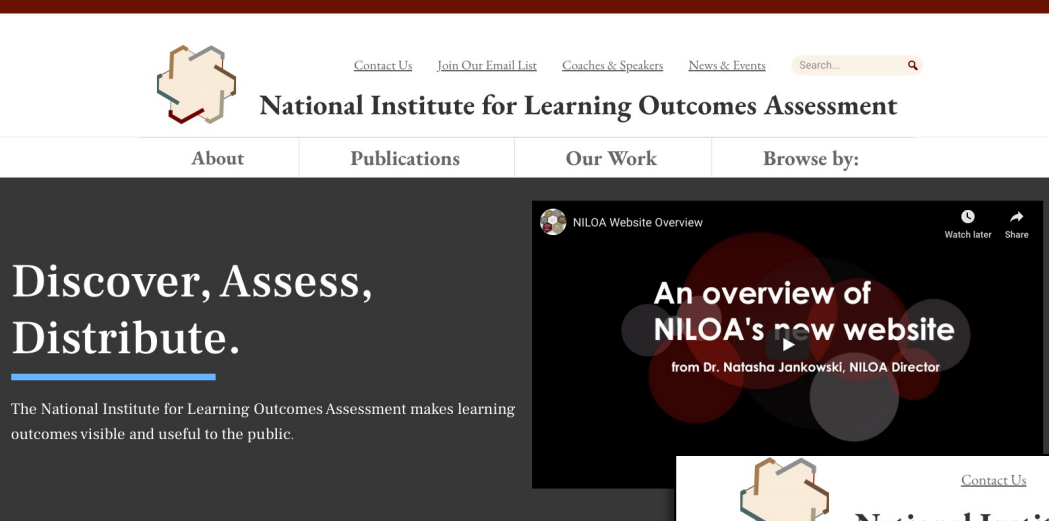 Contact Us Join Our Email List Coaches & Speakers News & Events Search...
National Institute for Learning Outcomes Assessment
About Publications Our Work Browse by:
NILOA Website Overview
Watch later Share
Discover, Assess,
Distribute.
The National Institute for Learning Outcomes Assessment makes learning
outcomes visible and useful to the public.
An overview of
NILOA's new website
from Dr. Natasha Jankowski, NILOA Director
Contact Us